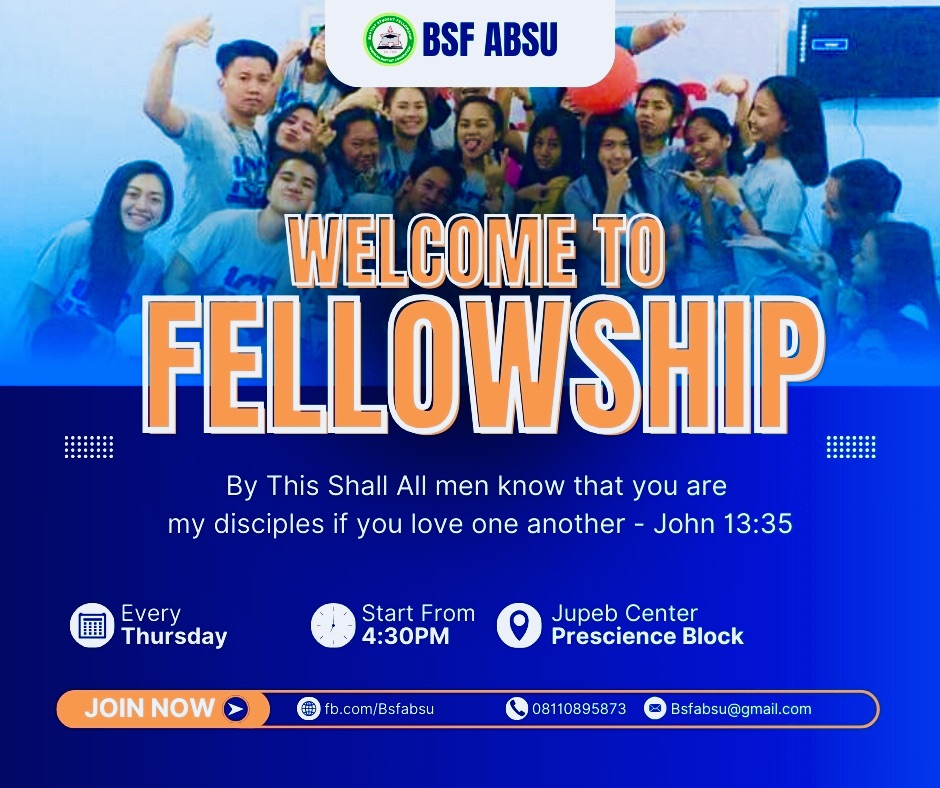 BSF ABSU
WELCOME TO
FELLOWSHIP
By This Shall All men know that you are
my disciples if you love one another - John 13:35
Every
Thursday
Start From
4:30PM
Jupeb Center
Prescience Block
JOIN NOW
fb.com/Bsfabsu
08110895873
Bsfabsu@gmail.com